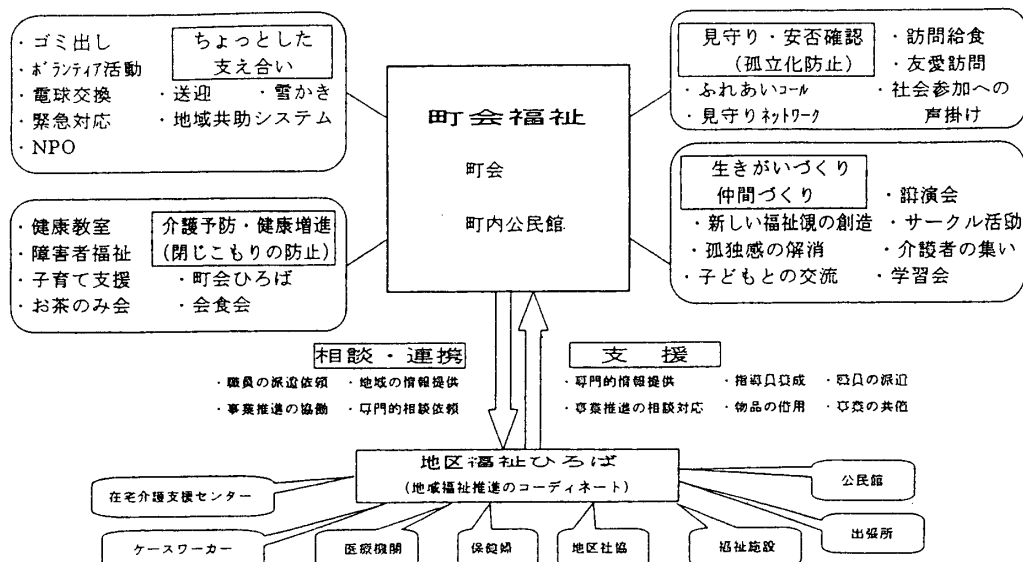 ・ゴミ出し
・ボランティア活動
・電球交換
・緊急対応
・NPO
ちょっとした
支え合い
・送迎 ・雪かき
・地域共助システム
町会福祉
町会
町内公民館
見守り・安否確認
(孤立化防止)
・ふれあいコール
・見守りネットワーク
・訪問給食
・友愛訪問
・社会参加への
声掛け
・健康教室
・障害者福祉
・子育て支援
・お茶のみ会
介護予防・健康増進
(閉じこもりの防止)
・町会ひろば
・会食会
生きがいづくり
仲間づくり
・新しい福祉観の創造
・孤独感の解消
・子どもとの交流
・講演会
・サークル活動
・介護者の集い
・学習会
相談・連携
・職員の派遣依頼 ・地域の情報提供
・事業推進の協働 ・専門的相談依頼
支 援
・専門的情報提供 ・指導員養成 ・職員の派遣
・事業推進の相談対応 ・物品の借用 ・事業の共催
地区福祉ひろば
(地域福祉推進のコーディネート)
在宅介護支援センター
ケースワーカー
医療機関
保健婦
地区社協
福祉施設
出張所
公民館